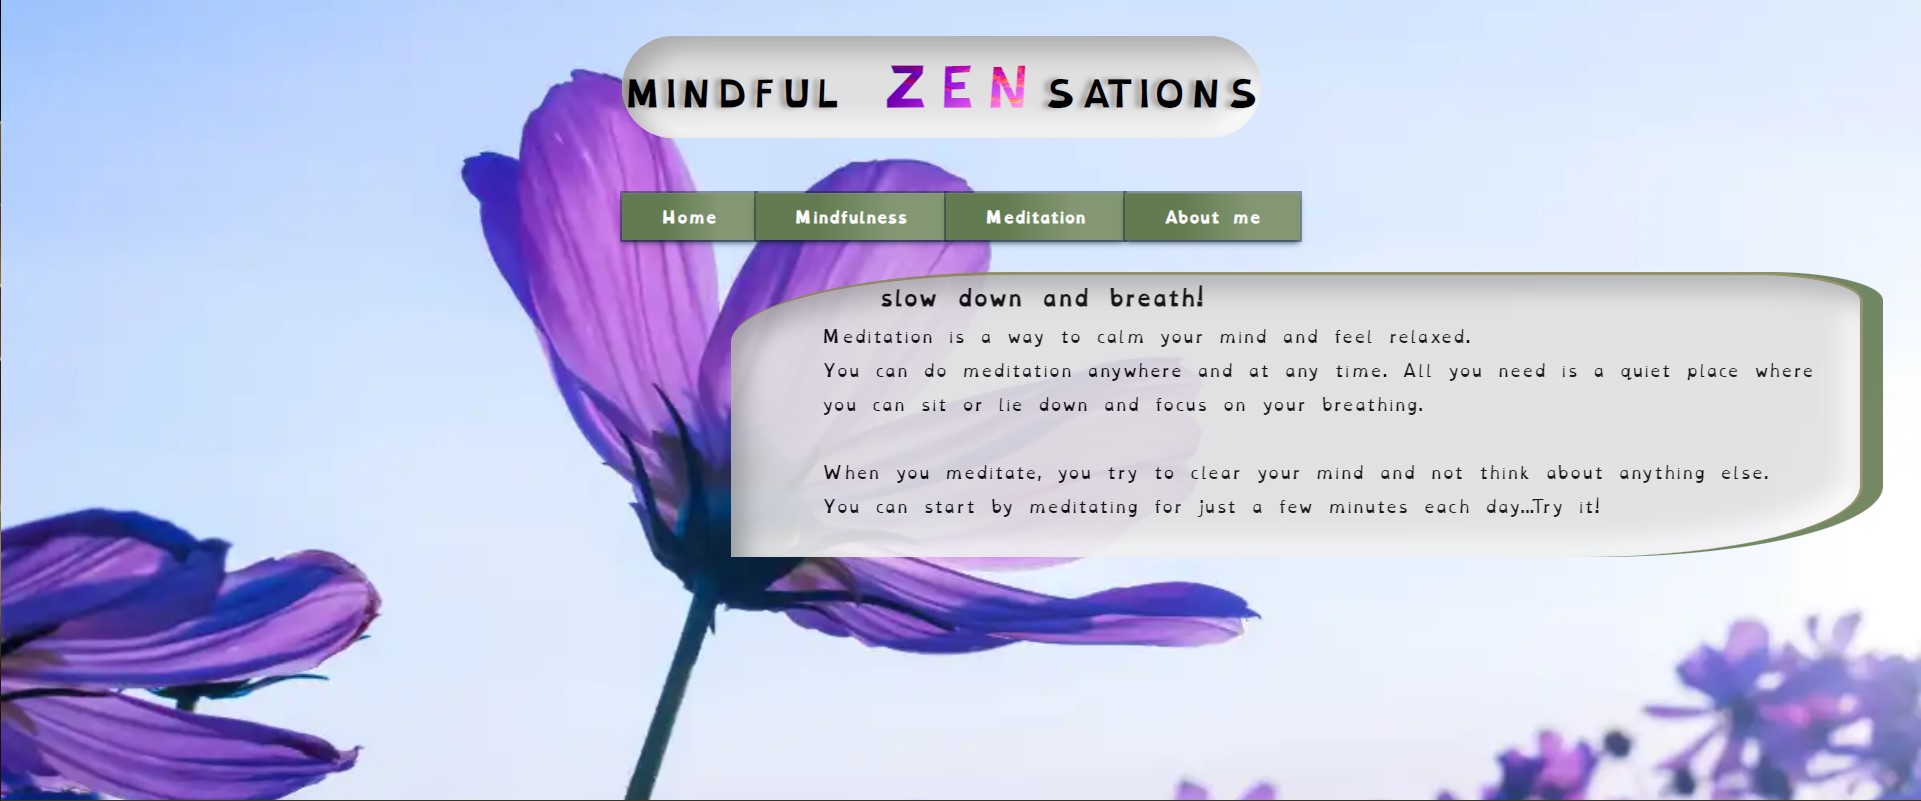 MINDFUL ZEN SATIONS
Home Mindfulness Meditation About me
slow down and breath!
Meditation is a way to calm your mind and feel relaxed.
You can do meditation anywhere and at any time. All you need is a quiet place where
you can sit or lie down and focus on your breathing.
When you meditate, you try to clear your mind and not think about anything else.
You can start by meditating for just a few minutes each day...Try it!